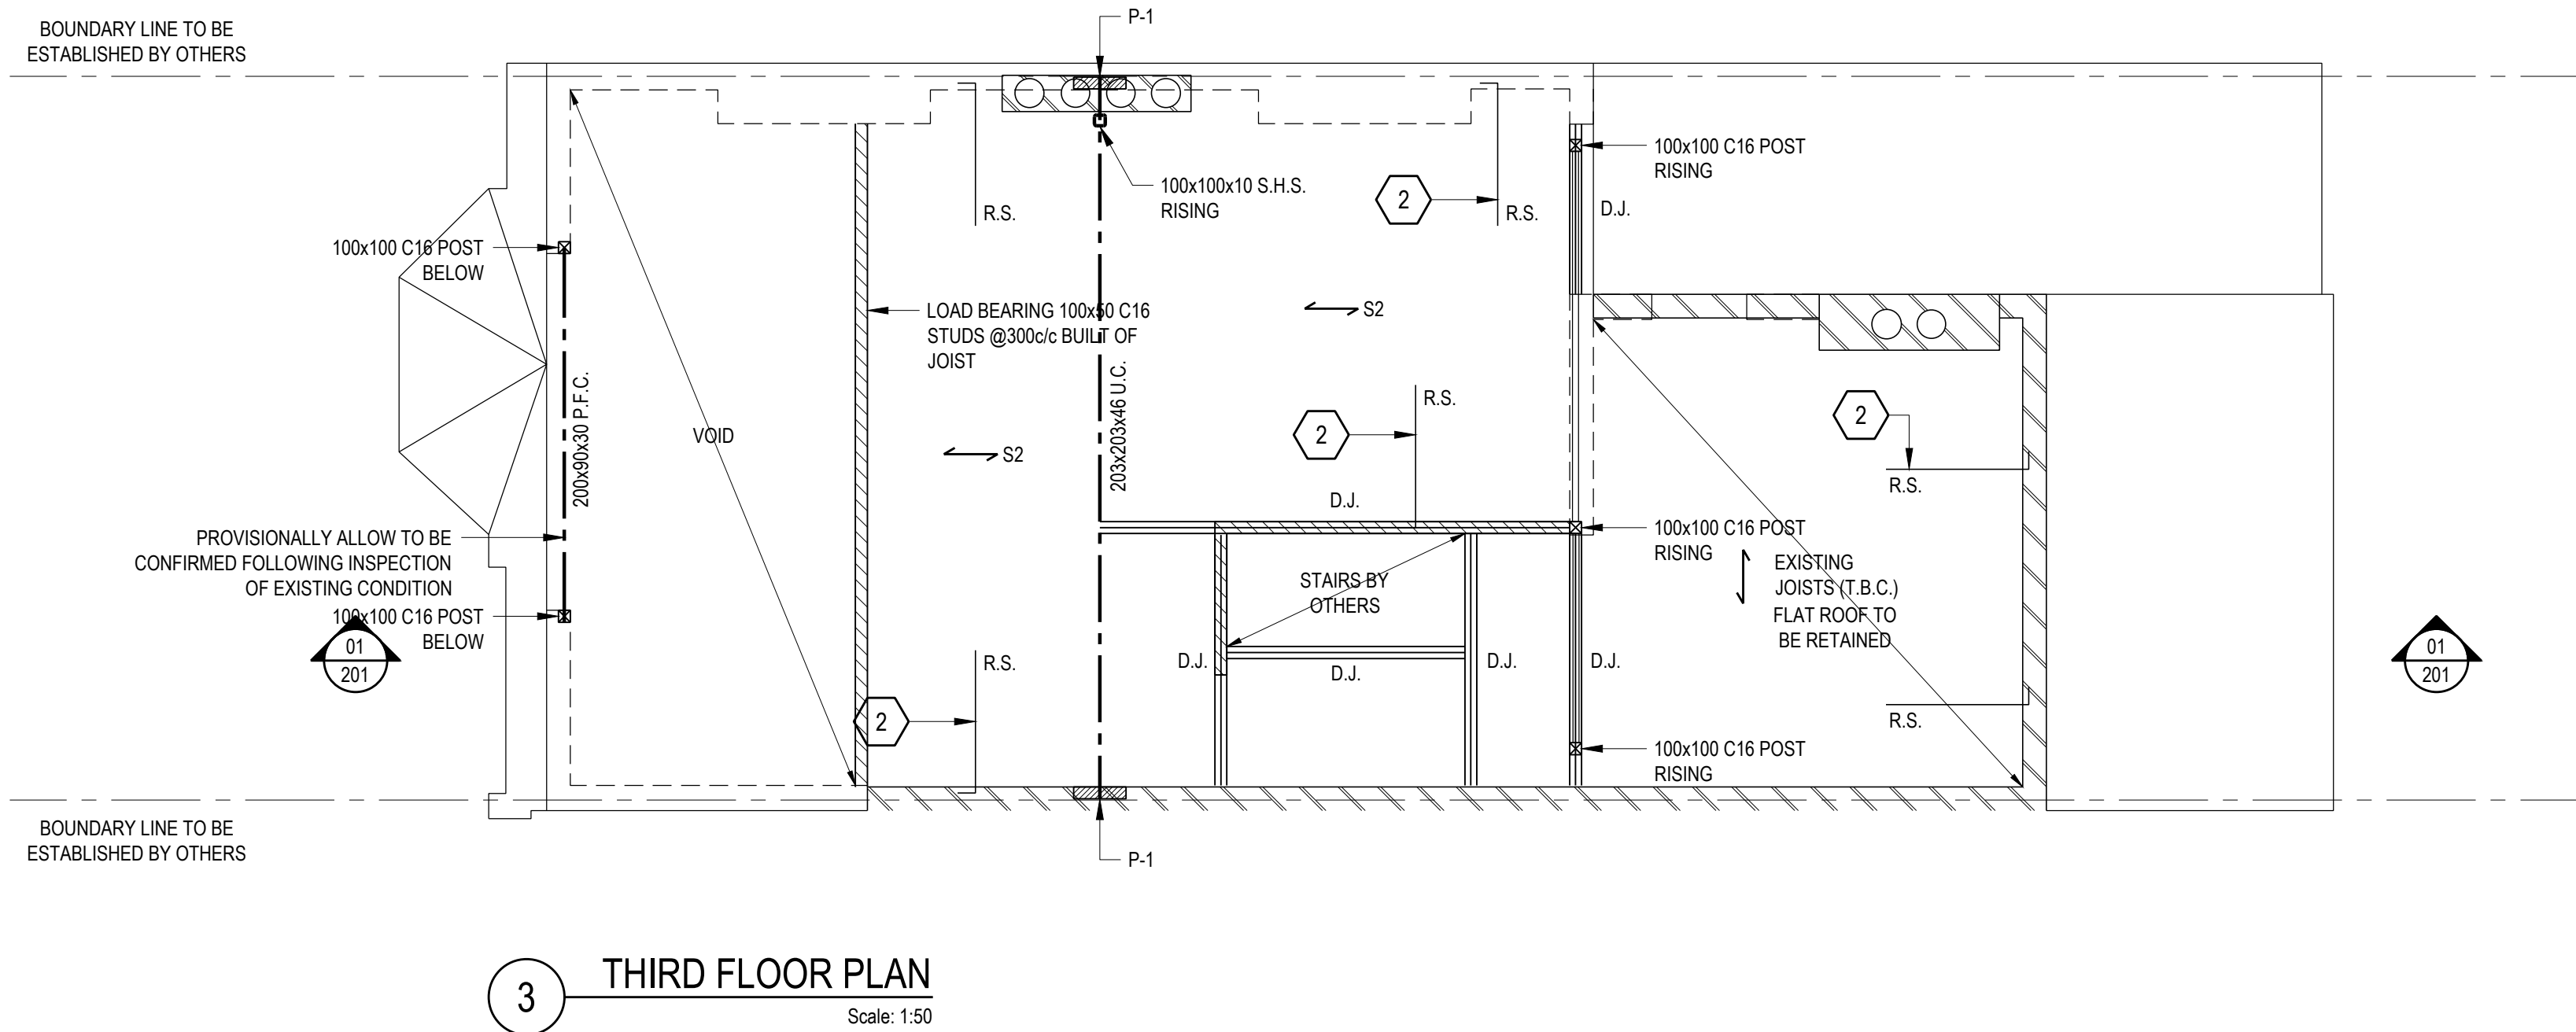 BOUNDARY LINE TO BE
ESTABLISHED BY OTHERS
P-1
100x100 C16 POST
RISING
100x100x10 S.H.S.
RISING
2
R.S.
R.S.
D.J.
100x100 C16 POST
BELOW
LOAD BEARING 100x50 C16
STUDS @300c/c BUILT OF
JOIST
S2
200x90x30 P.F.C.
203x203x46 U.C.
VOID
S2
2
R.S.
2
R.S.
D.J.
PROVISIONALLY ALLOW TO BE
CONFIRMED FOLLOWING INSPECTION
OF EXISTING CONDITION
100x100 C16 POST
RISING
EXISTING
JOISTS (T.B.C.)
FLAT ROOF TO
BE RETAINED
STAIRS BY
OTHERS
100x100 C16 POST
BELOW
01
201
R.S.
D.J.
D.J.
D.J.
D.J.
01
201
2
R.S.
100x100 C16 POST
RISING
BOUNDARY LINE TO BE
ESTABLISHED BY OTHERS
P-1
3
THIRD FLOOR PLAN
Scale: 1:50